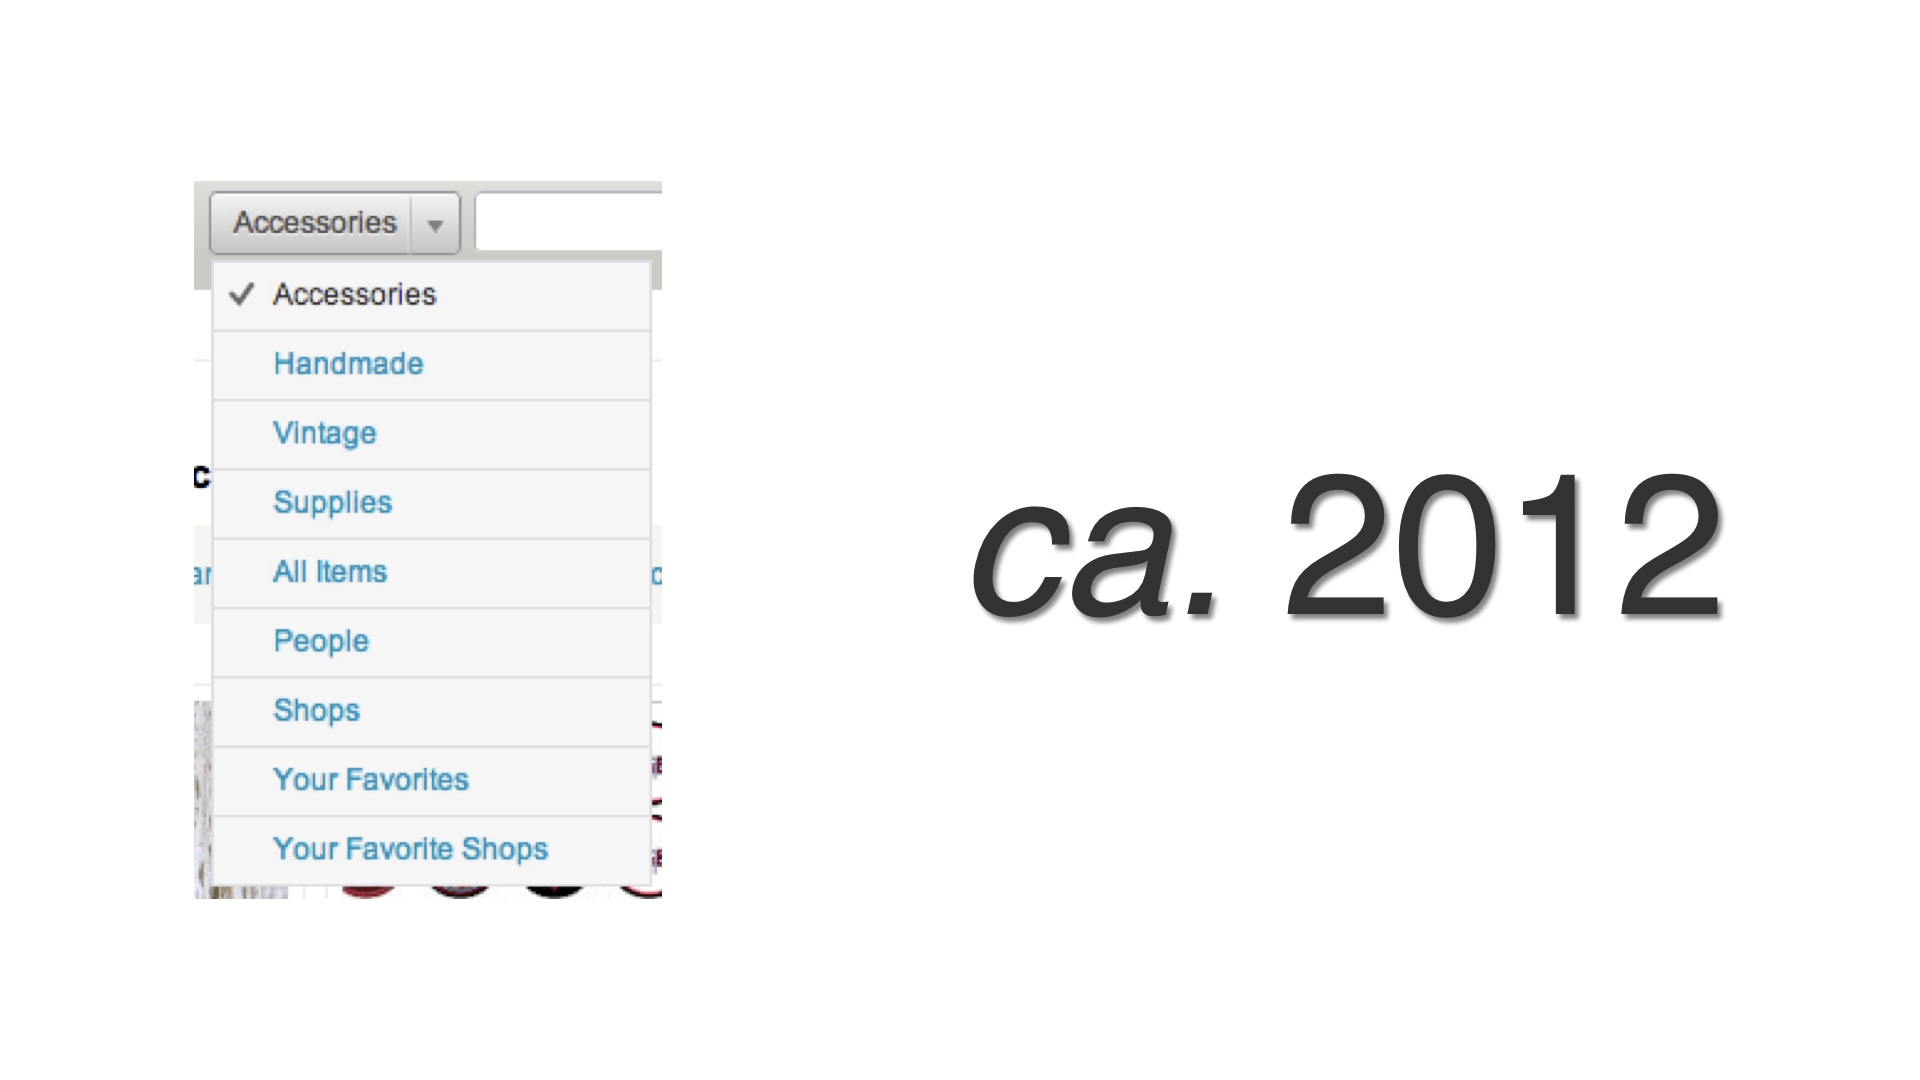 Accessories
Accessories
Handmade
Vintage
Supplies
All Items
People
Shops
Your Favorites
Your Favorite Shops
ca. 2012